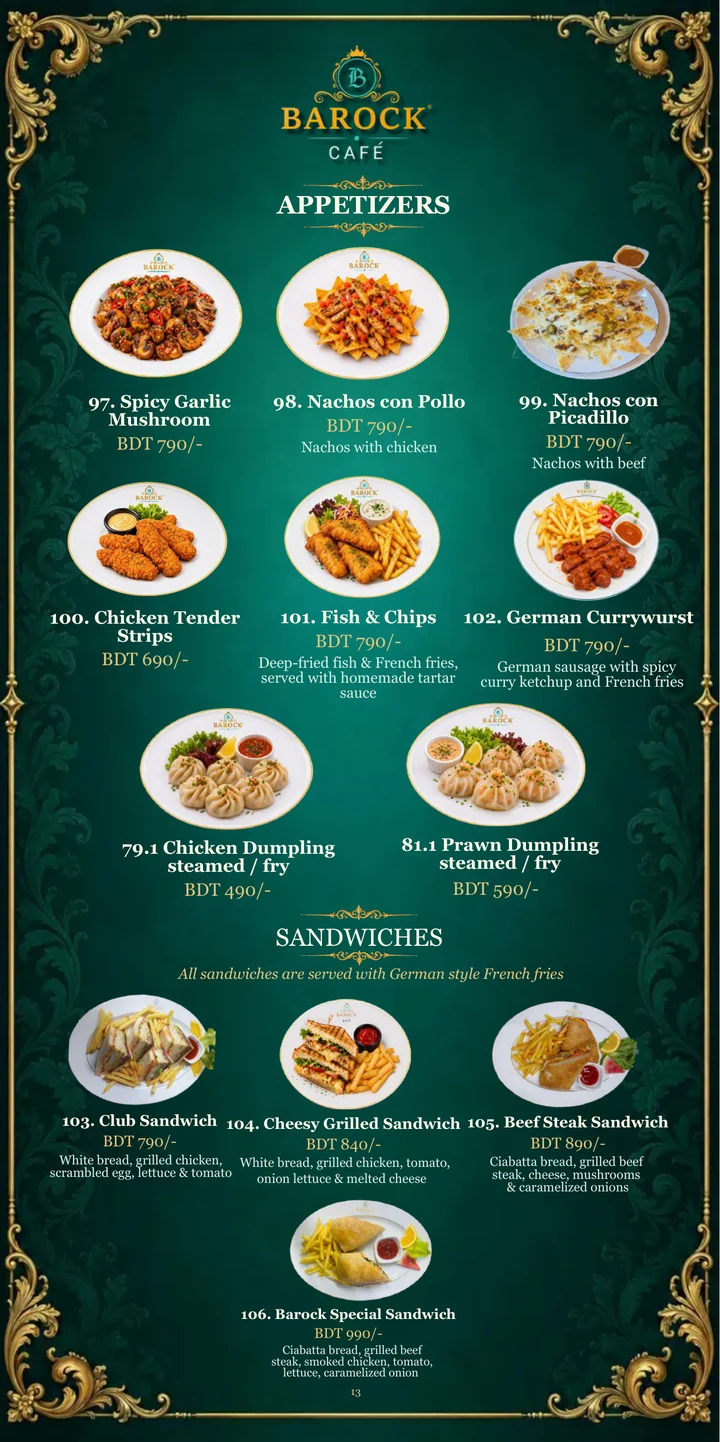 B
BAROCK
CAFÉ
APPETIZERS
BAROCK
BAROCK
97. Spicy Garlic
Mushroom
BDT 790/-
98. Nachos con Pollo
BDT 790/-
Nachos with chicken
99. Nachos con
Picadillo
BDT 790/-
Nachos with beef
BAROCK
BAROCK
BAROCK
100. Chicken Tender
Strips
BDT 690/-
101. Fish & Chips
BDT 790/-
Deep-fried fish & French fries,
served with homemade tartar
sauce
102. German Currywurst
BDT 790/-
German sausage with spicy
curry ketchup and French fries
BAROCK
BAROCK
79.1 Chicken Dumpling
steamed / fry
BDT 490/-
81.1 Prawn Dumpling
steamed / fry
BDT 590/-
SANDWICHES
All sandwiches are served with German style French fries
103. Club Sandwich
BDT 790/-
White bread, grilled chicken,
scrambled egg, lettuce & tomato
104. Cheesy Grilled Sandwich
BDT 840/-
White bread, grilled chicken, tomato,
onion lettuce & melted cheese
105. Beef Steak Sandwich
BDT 890/-
Ciabatta bread, grilled beef
steak, cheese, mushrooms
& caramelized onions
106. Barock Special Sandwich
BDT 990/-
Ciabatta bread, grilled beef
steak, smoked chicken, tomato,
lettuce, caramelized onion
13